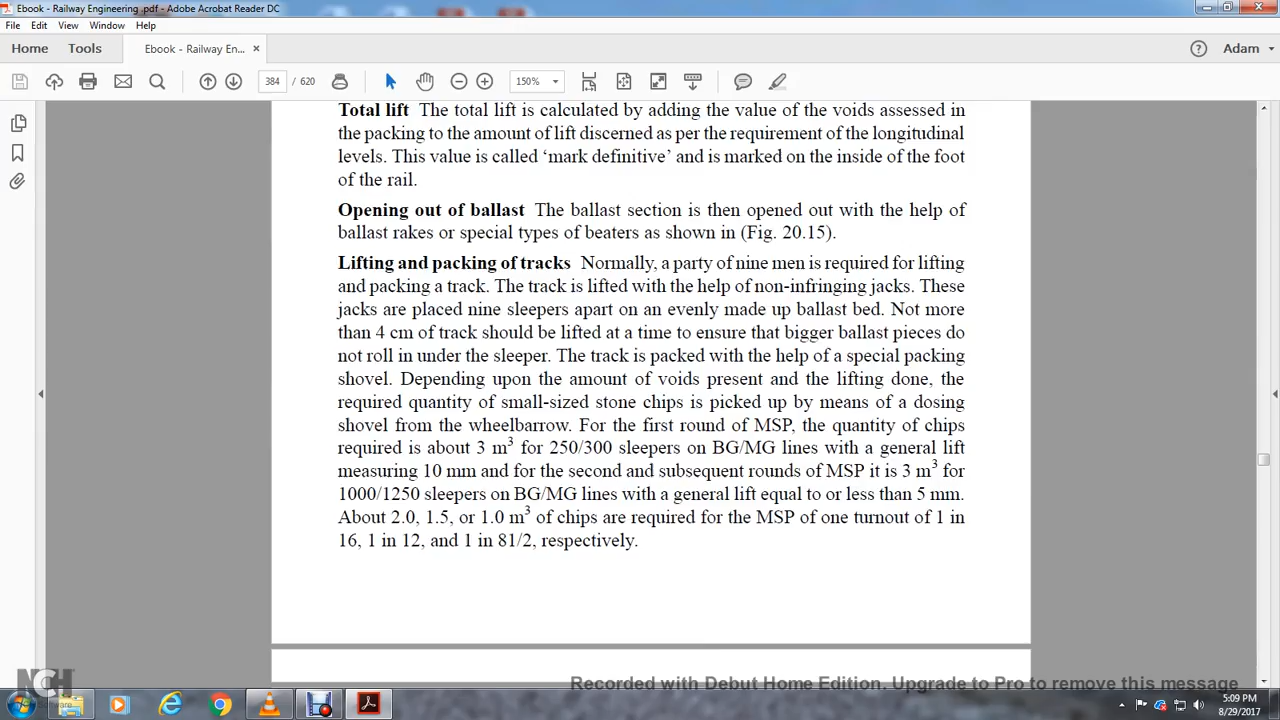 Ebook - Railway Engineering .pdf - Adobe Acrobat Reader DC
File Edit View Window Help
Home Tools Ebook - Railway En... × Adam
384 / 620 150%
Total lift The total lift is calculated by adding the value of the voids assessed in
the packing to the amount of lift discerned as per the requirement of the longitudinal
levels. This value is called ‘mark definitive’ and is marked on the inside of the foot
of the rail.
Opening out of ballast The ballast section is then opened out with the help of
ballast rakes or special types of beaters as shown in (Fig. 20.15).
Lifting and packing of tracks Normally, a party of nine men is required for lifting
and packing a track. The track is lifted with the help of non-infringing jacks. These
jacks are placed nine sleepers apart on an evenly made up ballast bed. Not more
than 4 cm of track should be lifted at a time to ensure that bigger ballast pieces do
not roll in under the sleeper. The track is packed with the help of a special packing
shovel. Depending upon the amount of voids present and the lifting done, the
required quantity of small-sized stone chips is picked up by means of a dosing
shovel from the wheelbarrow. For the first round of MSP, the quantity of chips
required is about 3 m³ for 250/300 sleepers on BG/MG lines with a general lift
measuring 10 mm and for the second and subsequent rounds of MSP it is 3 m³ for
1000/1250 sleepers on BG/MG lines with a general lift equal to or less than 5 mm.
About 2.0, 1.5, or 1.0 m³ of chips are required for the MSP of one turnout of 1 in
16, 1 in 12, and 1 in 81/2, respectively.
NCH
Software
Recorded with Debut Home Edition. Upgrade to Pro to remove this message
5:09 PM
8/29/2017